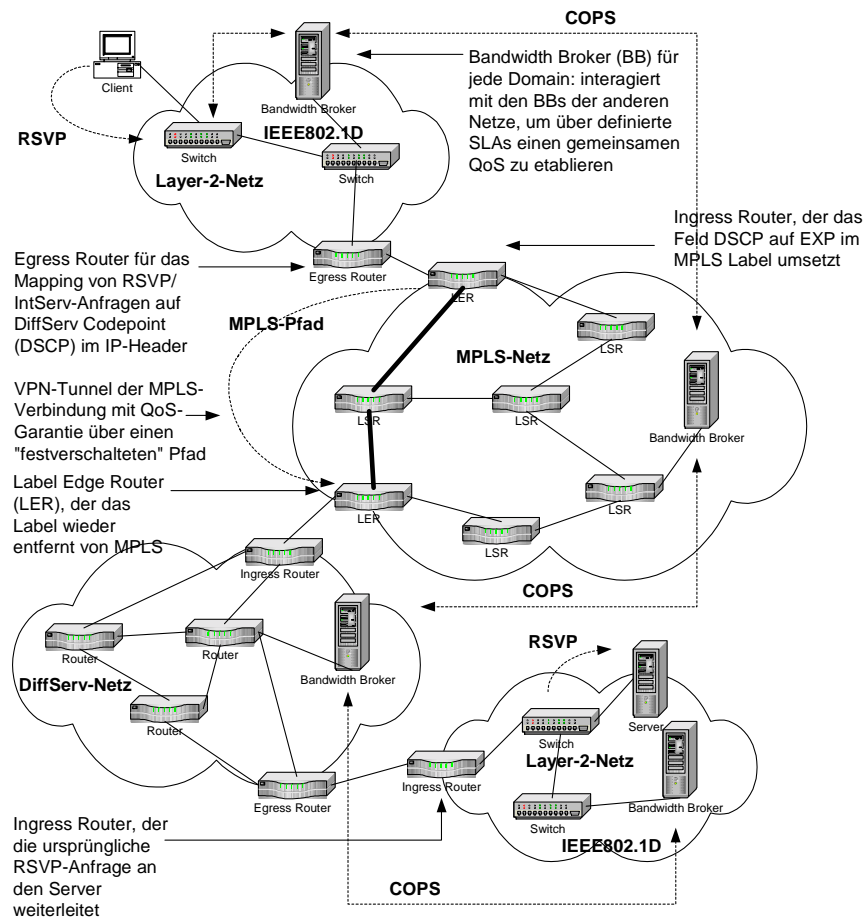 COPS
Client
Bandwidth Broker
Bandwidth Broker (BB) für
jede Domain: interagiert
mit den BBs der anderen
Netze, um über definierte
SLAs einen gemeinsamen
QoS zu etablieren
RSVP
IEEE802.1D
Switch
Switch
Layer-2-Netz
Ingress Router, der das
Feld DSCP auf EXP im
MPLS Label umsetzt
Egress Router für das
Mapping von RSVP/
IntServ-Anfragen auf
DiffServ Codepoint
(DSCP) im IP-Header
Egress Router
LER
MPLS-Pfad
LSR
MPLS-Netz
VPN-Tunnel der MPLS-
Verbindung mit QoS-
Garantie über einen
"festverschalteten" Pfad
LSR
LSR
Bandwidth Broker
Label Edge Router
(LER), der das
Label wieder
entfernt von MPLS
LER
LSR
LSR
Ingress Router
COPS
Router
Router
RSVP
DiffServ-Netz
Bandwidth Broker
Router
Server
Switch
Layer-2-Netz
Egress Router
Ingress Router
Bandwidth Broker
Switch
IEEE802.1D
Ingress Router, der
die ursprüngliche
RSVP-Anfrage an
den Server
weiterleitet
COPS